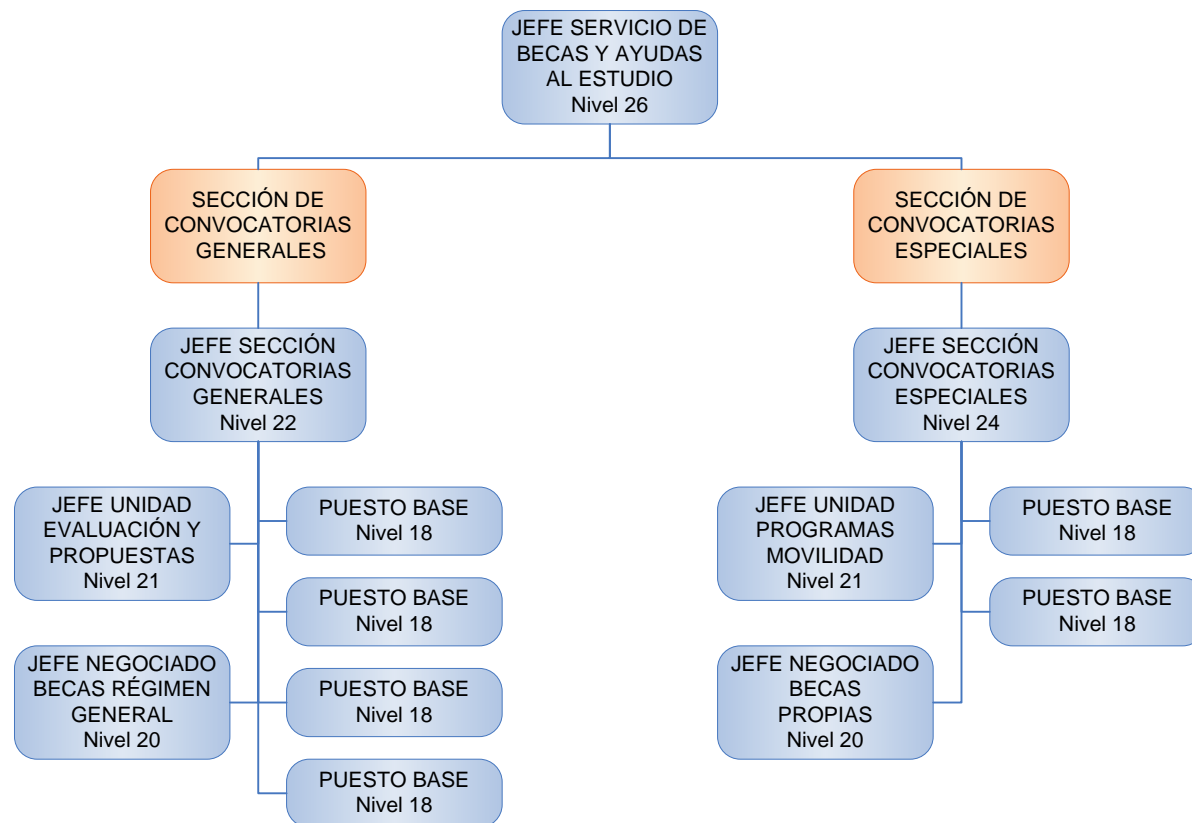 JEFE SERVICIO DE
BECAS Y AYUDAS
AL ESTUDIO
Nivel 26
SECCIÓN DE
CONVOCATORIAS
GENERALES
SECCIÓN DE
CONVOCATORIAS
ESPECIALES
JEFE SECCIÓN
CONVOCATORIAS
GENERALES
Nivel 22
JEFE SECCIÓN
CONVOCATORIAS
ESPECIALES
Nivel 24
JEFE UNIDAD
EVALUACIÓN Y
PROPUESTAS
Nivel 21
PUESTO BASE
Nivel 18
JEFE UNIDAD
PROGRAMAS
MOVILIDAD
Nivel 21
PUESTO BASE
Nivel 18
PUESTO BASE
Nivel 18
PUESTO BASE
Nivel 18
JEFE NEGOCIADO
BECAS RÉGIMEN
GENERAL
Nivel 20
PUESTO BASE
Nivel 18
JEFE NEGOCIADO
BECAS
PROPIAS
Nivel 20
PUESTO BASE
Nivel 18